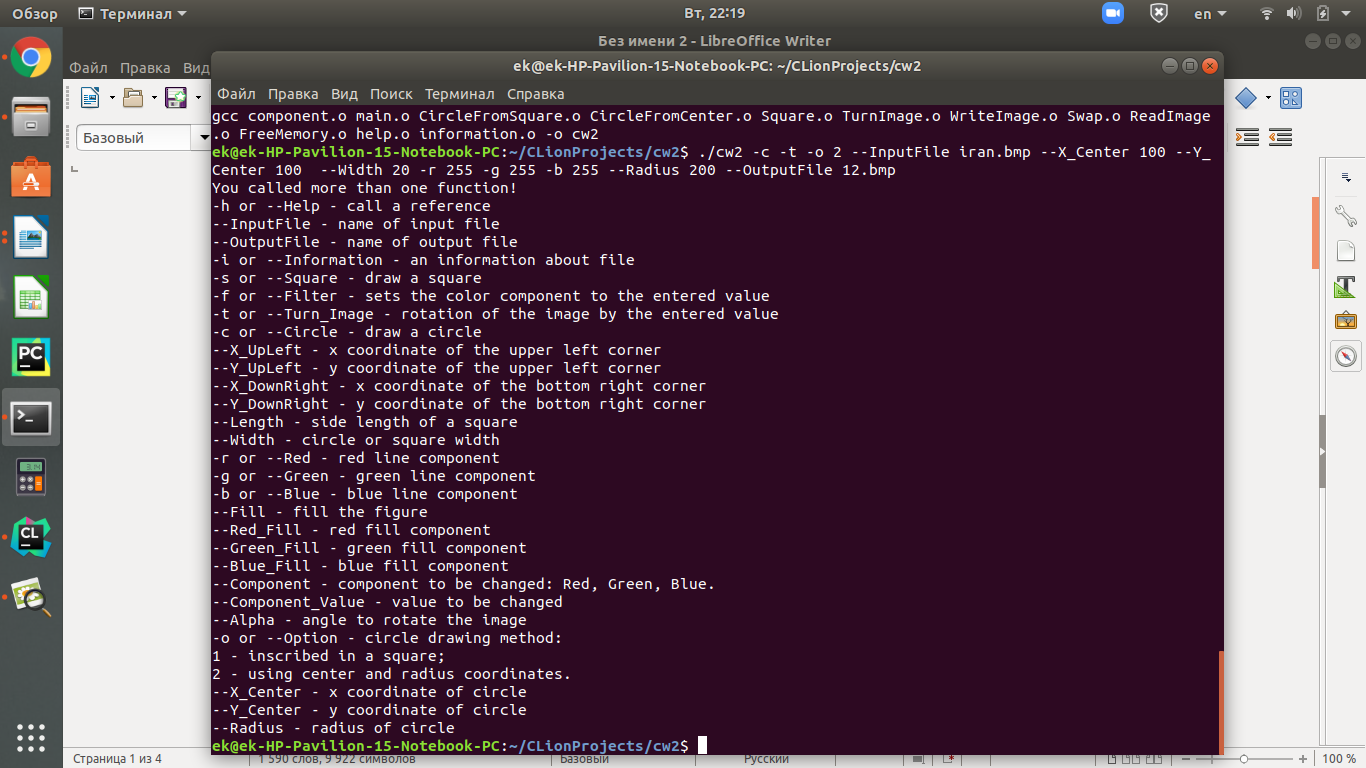 Обзор Терминал Вт, 22:19 en
Без имени 2 - LibreOffice Writer
Файл Правка Вид
ek@ek-HP-Pavilion-15-Notebook-PC: ~/CLionProjects/cw2
Файл Правка Вид Поиск Терминал Справка
Базовый
gcc component.o main.o CircleFromSquare.o CircleFromCenter.o Square.o TurnImage.o WriteImage.o Swap.o ReadImage
.o FreeMemory.o help.o information.o -o cw2
ek@ek-HP-Pavilion-15-Notebook-PC:~/CLionProjects/cw2$ ./cw2 -c -t -o 2 --InputFile iran.bmp --X_Center 100 --Y_
Center 100  --Width 20 -r 255 -g 255 -b 255 --Radius 200 --OutputFile 12.bmp
You called more than one function!
-h or --Help - call a reference
--InputFile - name of input file
--OutputFile - name of output file
-i or --Information - an information about file
-s or --Square - draw a square
-f or --Filter - sets the color component to the entered value
-t or --Turn_Image - rotation of the image by the entered value
-c or --Circle - draw a circle
--X_UpLeft - x coordinate of the upper left corner
--Y_UpLeft - y coordinate of the upper left corner
--X_DownRight - x coordinate of the bottom right corner
--Y_DownRight - y coordinate of the bottom right corner
--Length - side length of a square
--Width - circle or square width
-r or --Red - red line component
-g or --Green - green line component
-b or --Blue - blue line component
--Fill - fill the figure
--Red_Fill - red fill component
--Green_Fill - green fill component
--Blue_Fill - blue fill component
--Component - component to be changed: Red, Green, Blue.
--Component_Value - value to be changed
--Alpha - angle to rotate the image
-o or --Option - circle drawing method:
1 - inscribed in a square;
2 - using center and radius coordinates.
--X_Center - x coordinate of circle
--Y_Center - y coordinate of circle
--Radius - radius of circle
ek@ek-HP-Pavilion-15-Notebook-PC:~/CLionProjects/cw2$
PC
3.14
CL
Страница 1 из 4 1 590 слов, 9 922 символов Базовый Русский 100 %